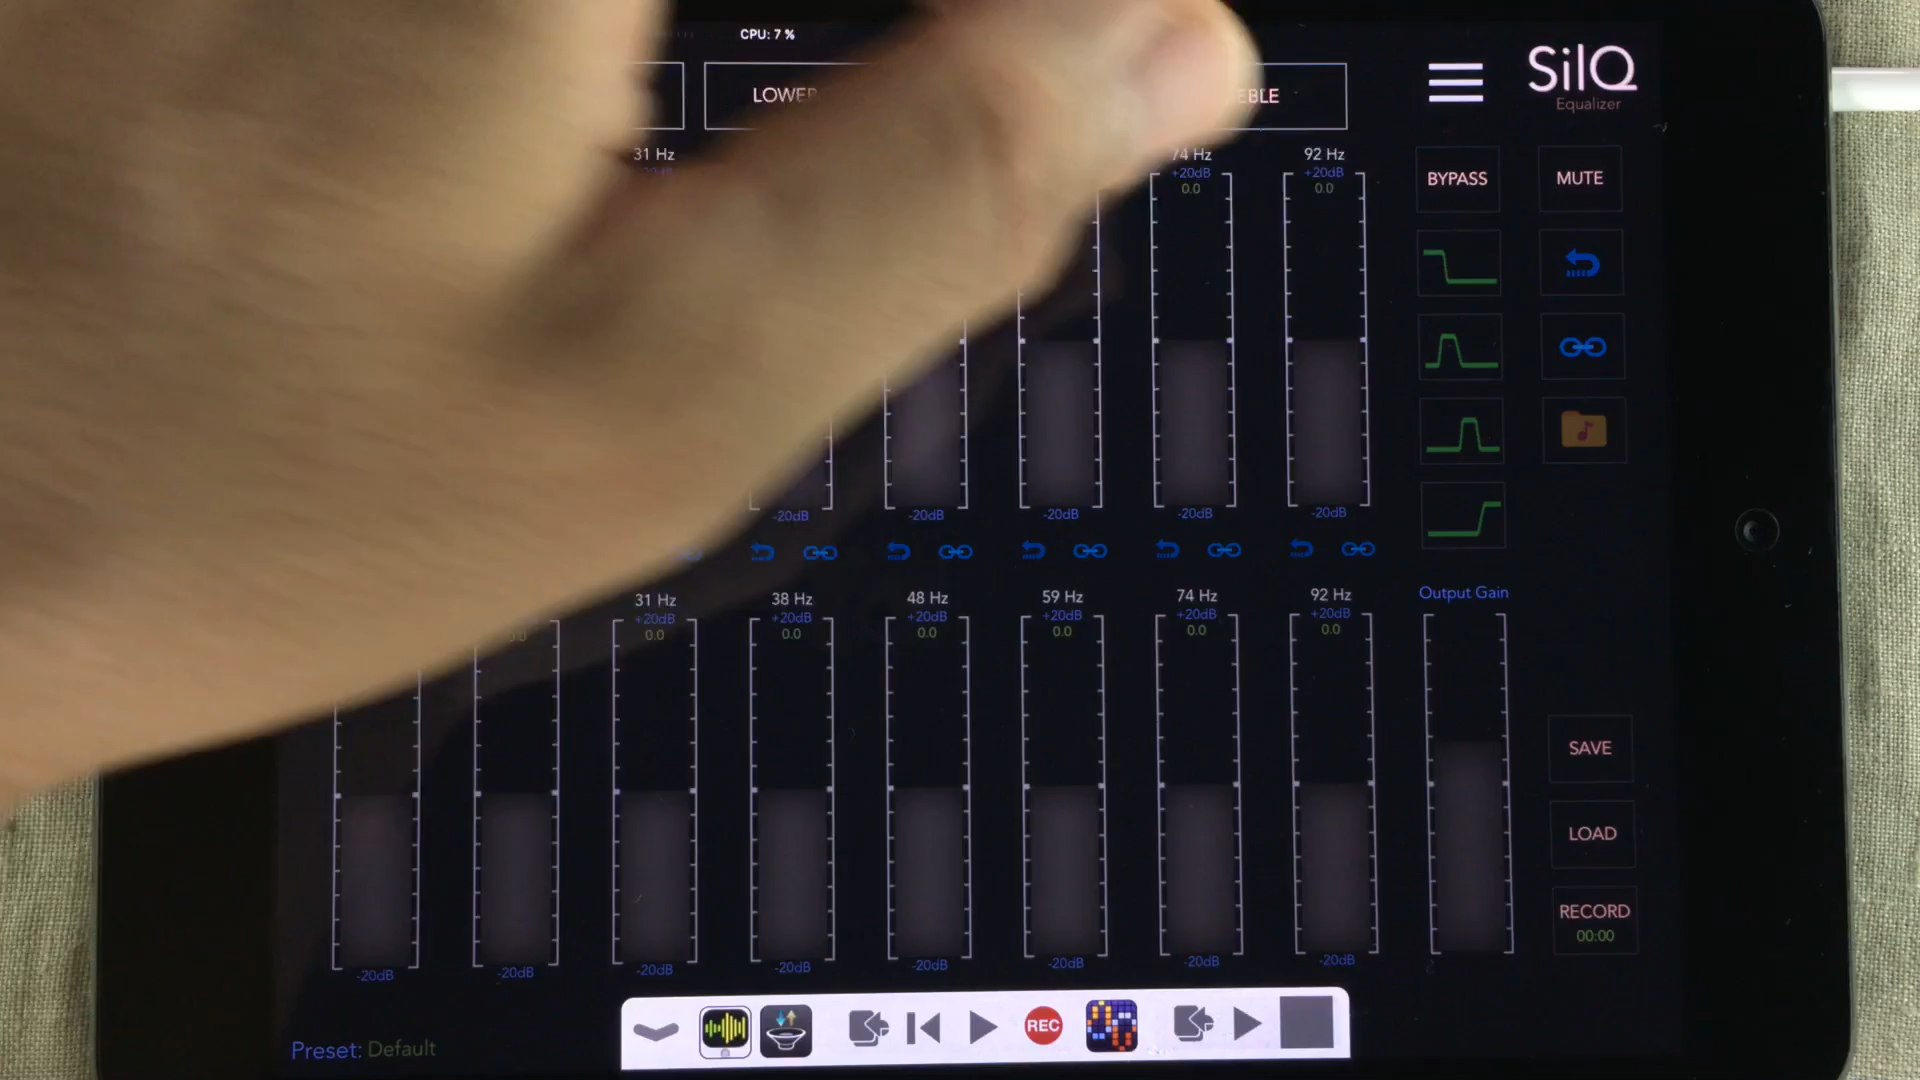 CPU: 7 %
SilQ
Equalizer
31 Hz
74 Hz
92 Hz
+20dB
+20dB
0.0
0.0
BYPASS
MUTE
-20dB
-20dB
-20dB
-20dB
-20dB
31 Hz
38 Hz
48 Hz
59 Hz
74 Hz
92 Hz
Output Gain
+20dB
+20dB
+20dB
+20dB
+20dB
+20dB
0.0
0.0
0.0
0.0
0.0
0.0
SAVE
LOAD
RECORD
00:00
-20dB
-20dB
-20dB
-20dB
-20dB
-20dB
-20dB
-20dB
REC
Preset: Default